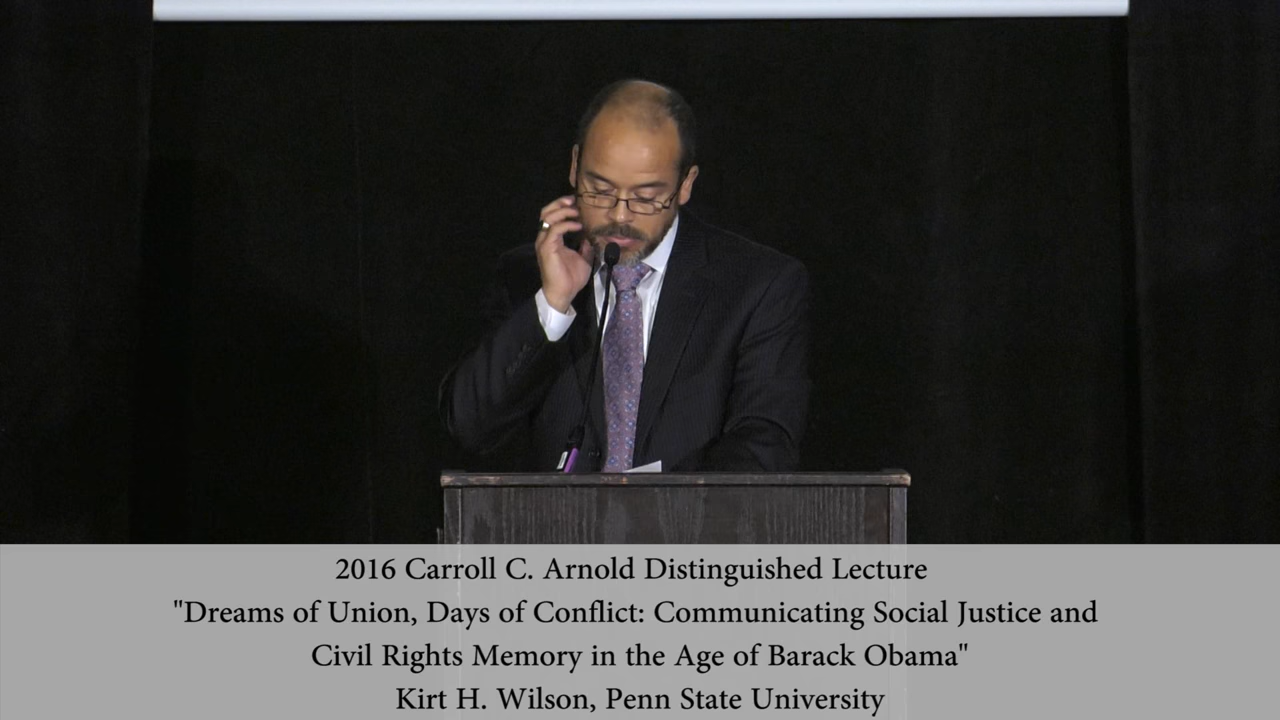 2016 Carroll C. Arnold Distinguished Lecture
"Dreams of Union, Days of Conflict: Communicating Social Justice and
Civil Rights Memory in the Age of Barack Obama"
Kirt H. Wilson, Penn State University